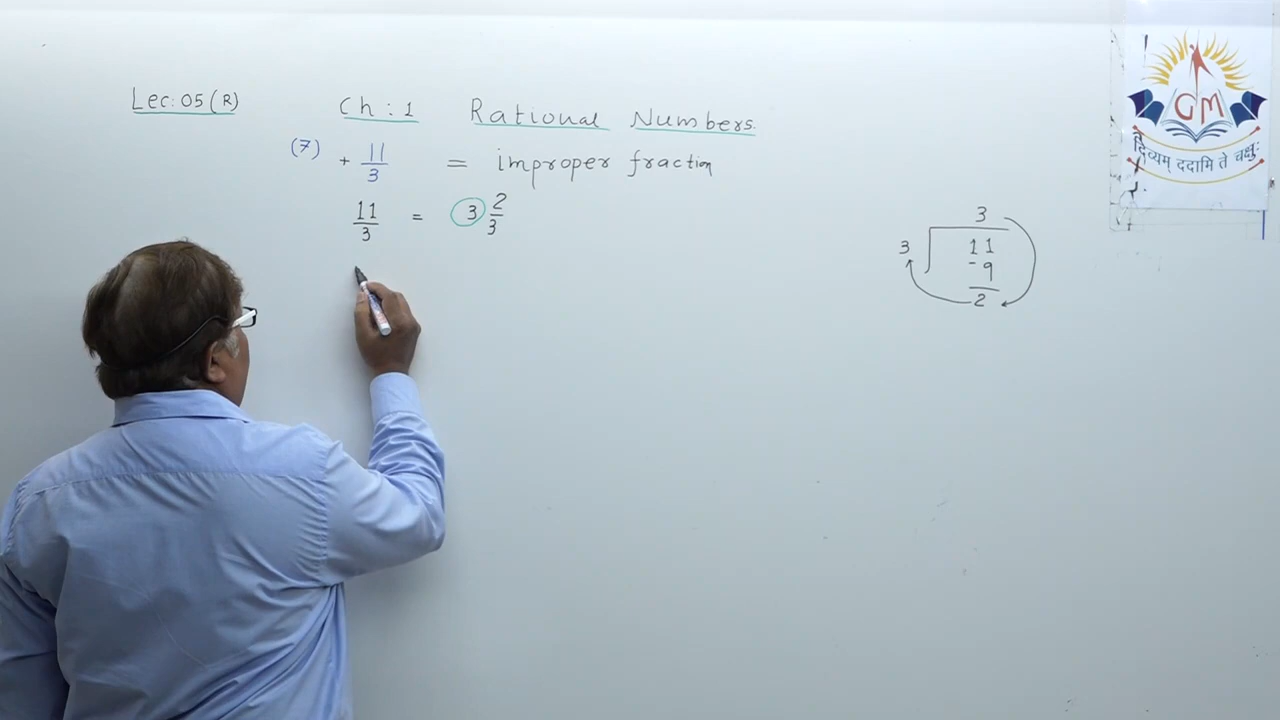 Lec: 05 (R) Ch : 1 Rational Numbers.
(7) + 11/3 = improper fraction
11/3 = 3 2/3
3
3 11
- 9
2
GM
दिव्यम् ददामि ते चक्षुः